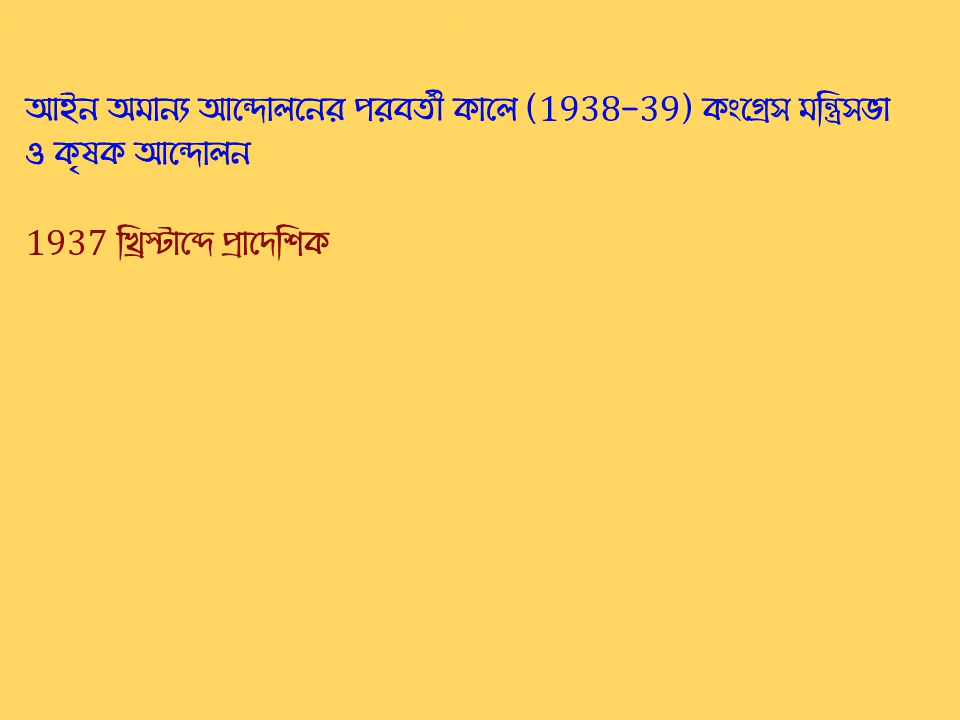 আইন অমান্য আন্দোলনের পরবর্তী কালে (1938–39) কংগ্রেস মন্ত্রিসভা
ও কৃষক আন্দোলন
1937 খ্রিস্টাব্দে প্রাদেশিক